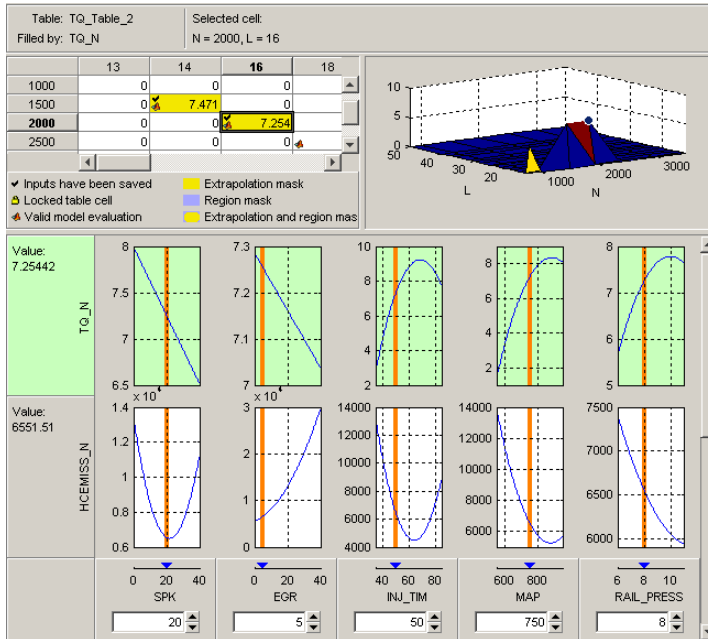 Table: TQ_Table_2
Filled by: TQ_N
Selected cell:
N = 2000, L = 16
13 14 16 18
1000 0 0 0 0
1500 0 7.471 0 0
2000 0 0 7.254 0
2500 0 0 0
✔ Inputs have been saved
Locked table cell
Valid model evaluation
Extrapolation mask
Region mask
Extrapolation and region mas
10
5
0
50 40 30 20
L
1000 2000 3000
N
Value:
7.25442
TQ_N
8 7.5 7 6.5
7.3 7.2 7.1 7
10 8 6 4 2
8 6 4 2
8 7 6 5
Value:
6551.51
HCEMISS_N
x 10⁴
1.4 1.2 1 0.8 0.6
x 10⁴
3 2 1 0
14000 12000 10000 8000 6000 4000
14000 12000 10000 8000 6000
7500 7000 6500 6000
0 20 40
0 20 40
40 60 80
600 800
6 8 10
SPK EGR INJ_TIM MAP RAIL_PRESS
20 5 50 750 8